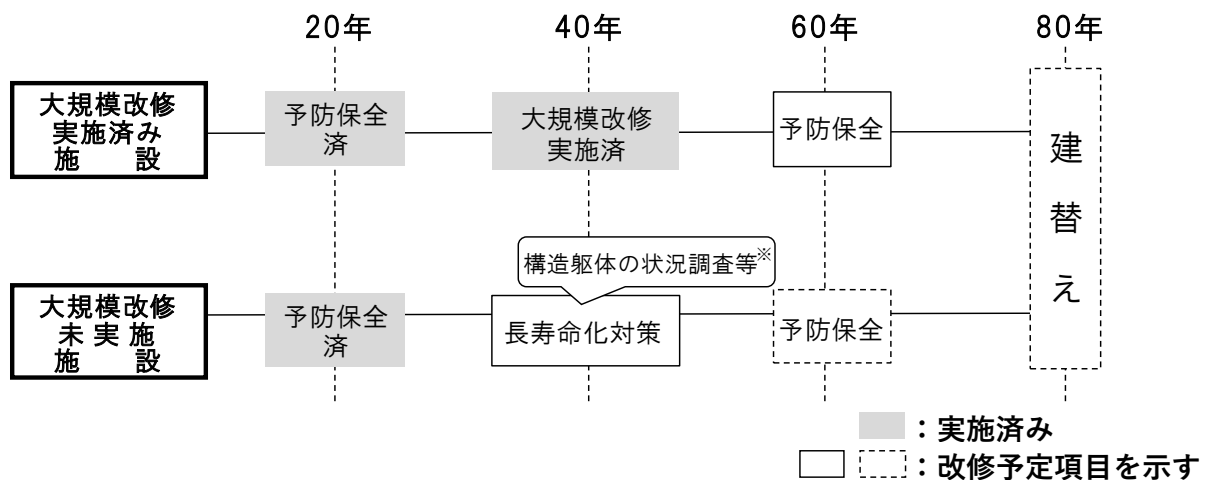 20年
40年
60年
80年
大規模改修
実施済み
施　　設
予防保全
済
大規模改修
実施済
予防保全
建
替
え
構造躯体の状況調査等※
大規模改修
未 実 施
施　　設
予防保全
済
長寿命化対策
予防保全
：実施済み
：改修予定項目を示す